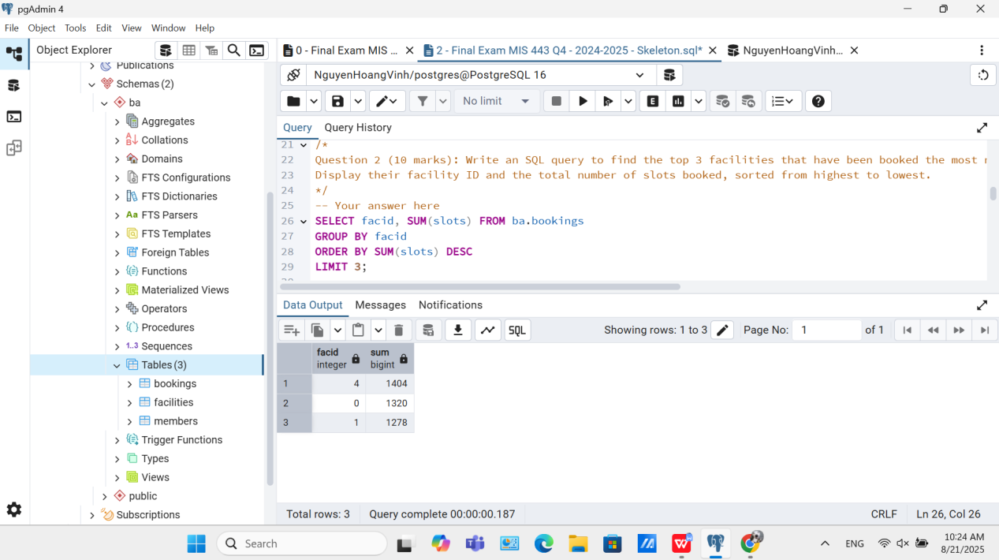 pgAdmin 4
File Object Tools Edit View Window Help
Object Explorer
0 - Final Exam MIS ...
2 - Final Exam MIS 443 Q4 - 2024-2025 - Skeleton.sql*
NguyenHoangVinh...
Publications
Schemas (2)
ba
Aggregates
Collations
Domains
FTS Configurations
FTS Dictionaries
Aa FTS Parsers
FTS Templates
Foreign Tables
Functions
Materialized Views
Operators
Procedures
1..3 Sequences
Tables (3)
bookings
facilities
members
Trigger Functions
Types
Views
public
Subscriptions
NguyenHoangVinh/postgres@PostgreSQL 16
No limit
Query Query History
21 /*
22 Question 2 (10 marks): Write an SQL query to find the top 3 facilities that have been booked the most
23 Display their facility ID and the total number of slots booked, sorted from highest to lowest.
24 */
25 -- Your answer here
26 SELECT facid, SUM(slots) FROM ba.bookings
27 GROUP BY facid
28 ORDER BY SUM(slots) DESC
29 LIMIT 3;
Data Output Messages Notifications
SQL
Showing rows: 1 to 3
Page No: 1 of 1
facid sum
integer bigint
1 4 1404
2 0 1320
3 1 1278
Total rows: 3 Query complete 00:00:00.187 CRLF Ln 26, Col 26
Search
ENG
10:24 AM
8/21/2025